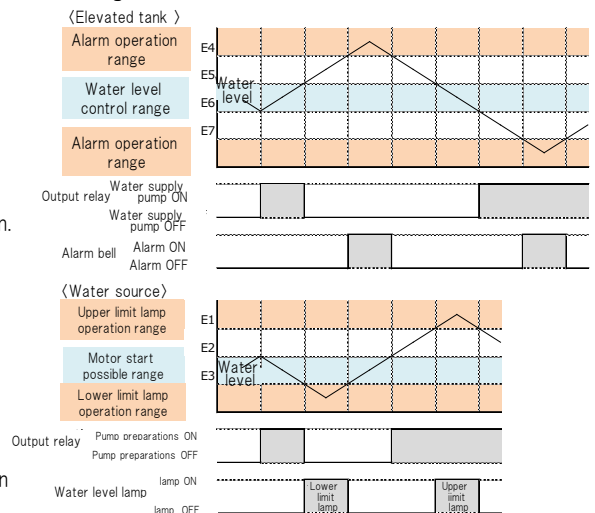 〈Elevated tank 〉
Alarm operation
range
E4
E5
Water level
control range
Water
level
E6
E7
Alarm operation
range
Output relay
Water supply
pump ON
n.
Water supply
pump OFF
:
Alarm bell
Alarm ON
Alarm OFF
〈Water source〉
Upper limit lamp
operation range
E1
E2
Motor start
possible range
Water
level
E3
Lower limit lamp
operation range
Output relay
Pump preparations ON
Pump preparations OFF
n
Water level lamp
lamp ON
lamp OFF
Lower
limit
lamp
Upper
limit
lamp